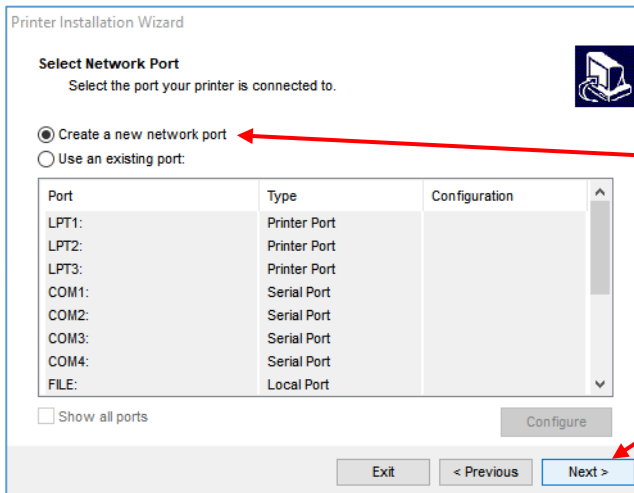 Printer Installation Wizard
Select Network Port
Select the port your printer is connected to.
Create a new network port
Use an existing port:
Port Type Configuration
LPT1: Printer Port
LPT2: Printer Port
LPT3: Printer Port
COM1: Serial Port
COM2: Serial Port
COM3: Serial Port
COM4: Serial Port
FILE: Local Port
Show all ports
Configure
Exit < Previous Next >